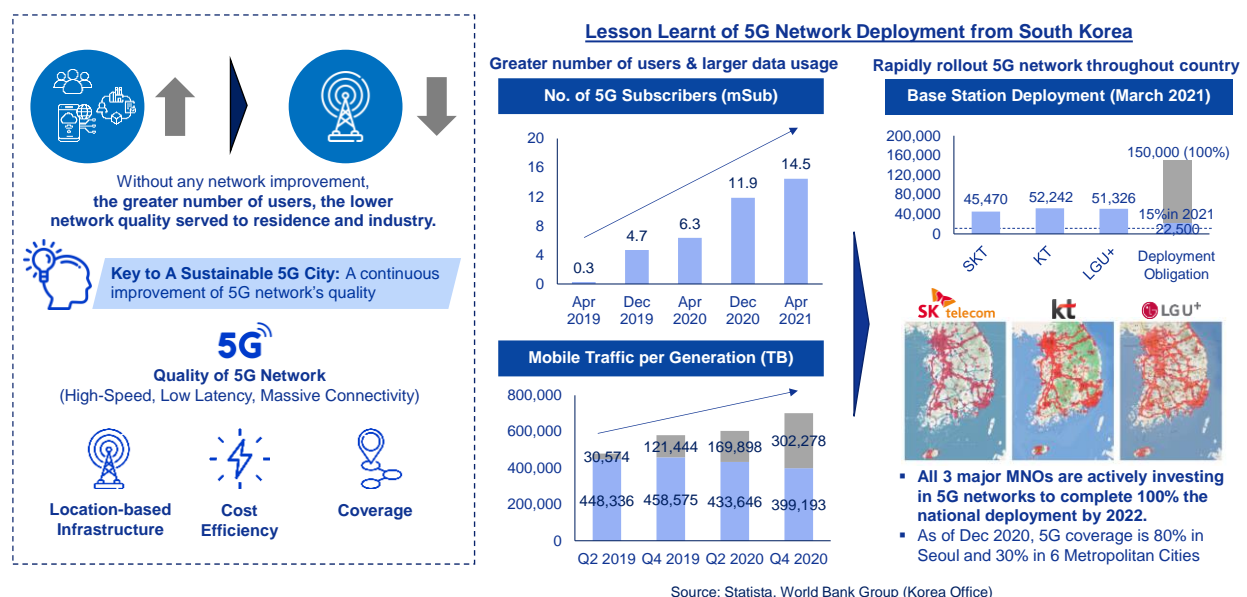 Without any network improvement,
the greater number of users, the lower
network quality served to residence and industry.
Key to A Sustainable 5G City: A continuous
improvement of 5G network's quality
5G
Quality of 5G Network
(High-Speed, Low Latency, Massive Connectivity)
Location-based
Infrastructure
Cost
Efficiency
Coverage
Lesson Learnt of 5G Network Deployment from South Korea
Greater number of users & larger data usage
No. of 5G Subscribers (mSub)
20
16
12
8
4
0
0.3
4.7
6.3
11.9
14.5
Apr
2019
Dec
2019
Apr
2020
Dec
2020
Apr
2021
Mobile Traffic per Generation (TB)
800,000
600,000
400,000
200,000
0
30,574
121,444
169,898
302,278
448,336
458,575
433,646
399,193
Q2 2019
Q4 2019
Q2 2020
Q4 2020
Rapidly rollout 5G network throughout country
Base Station Deployment (March 2021)
200,000
160,000
120,000
80,000
40,000
0
45,470
52,242
51,326
150,000 (100%)
15%in 2021
22,500
SKT
KT
LGU+
Deployment
Obligation
SK telecom
kt
LG U+
▪ All 3 major MNOs are actively investing
in 5G networks to complete 100% the
national deployment by 2022.
▪ As of Dec 2020, 5G coverage is 80% in
Seoul and 30% in 6 Metropolitan Cities
Source: Statista, World Bank Group (Korea Office)